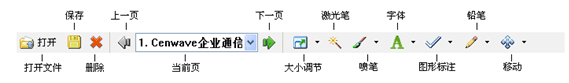 保存 上一页 下一页 激光笔 字体 铅笔
打开 1. Cenwave企业通信
打开文件 删除 当前页 大小调节 喷笔 图形标注 移动